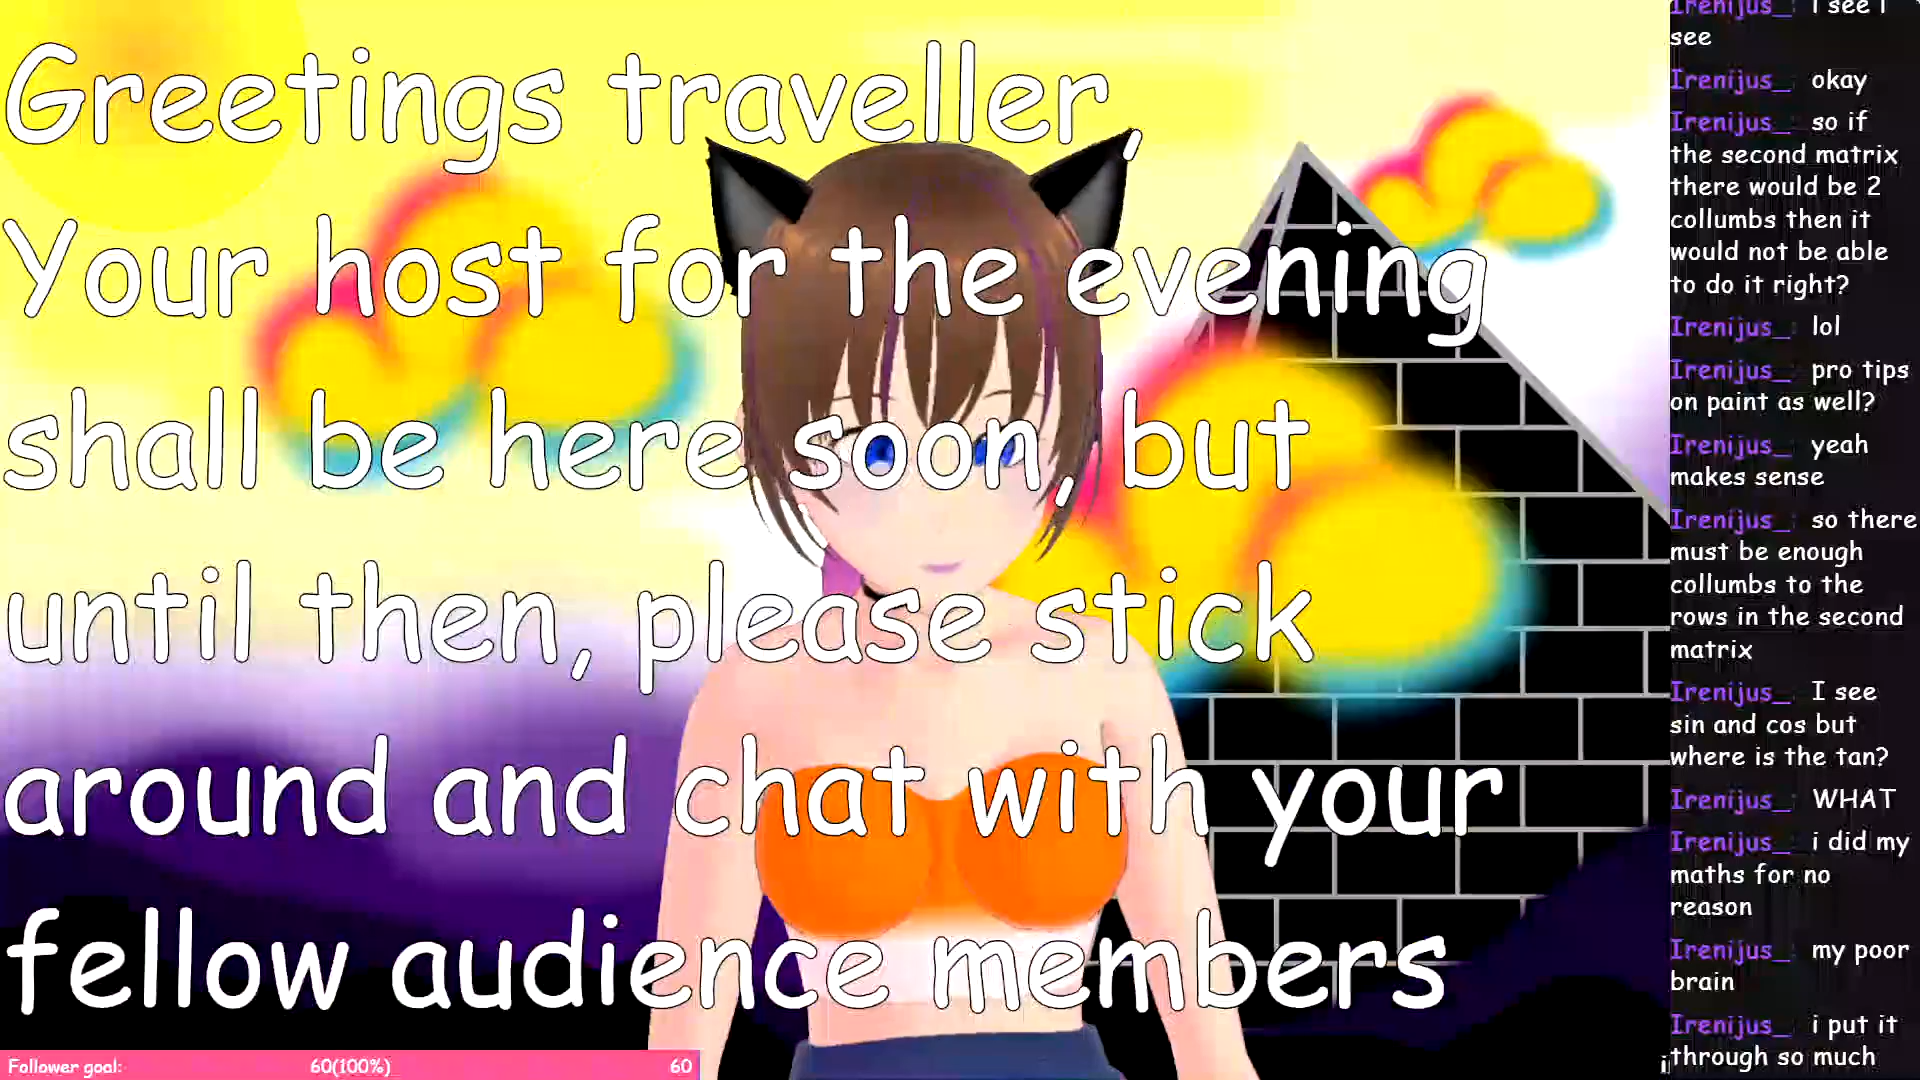 Greetings traveller,
Your host for the evening
shall be here soon, but
until then, please stick
around and chat with your
fellow audience members
Follower goal: 60(100%) 60
Irenijus_: i see i
see
Irenijus_: okay
Irenijus_: so if
the second matrix
there would be 2
collumbs then it
would not be able
to do it right?
Irenijus_: lol
Irenijus_: pro tips
on paint as well?
Irenijus_: yeah
makes sense
Irenijus_: so there
must be enough
collumbs to the
rows in the second
matrix
Irenijus_: I see
sin and cos but
where is the tan?
Irenijus_: WHAT
Irenijus_: i did my
maths for no
reason
Irenijus_: my poor
brain
Irenijus_: i put it
through so much